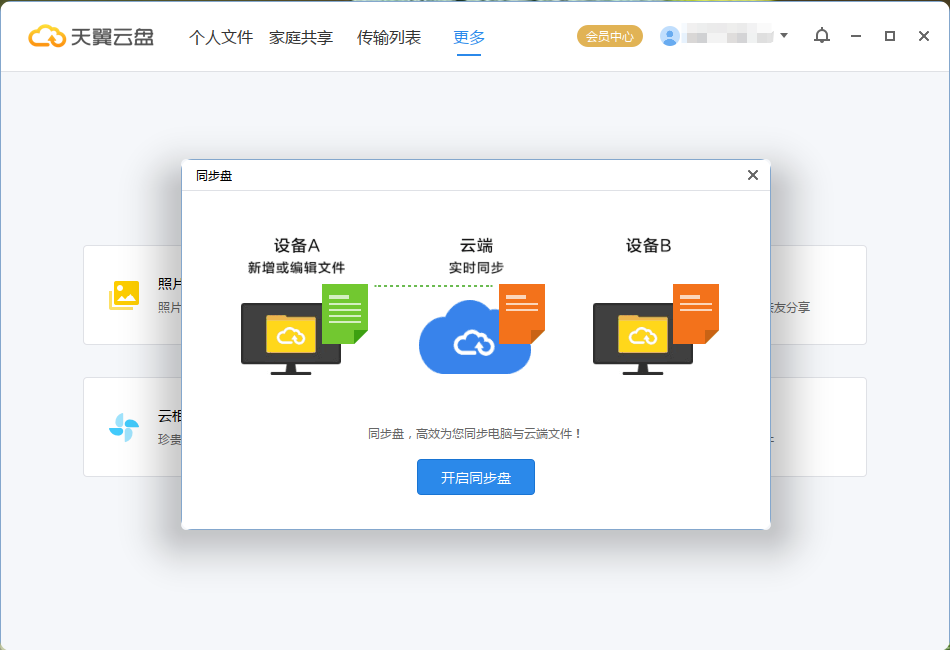 天翼云盘 个人文件 家庭共享 传输列表 更多 会员中心
同步盘
设备A 云端 设备B
新增或编辑文件 实时同步
照片
照片 友分享
云相
珍贵
同步盘，高效为您同步电脑与云端文件！
开启同步盘